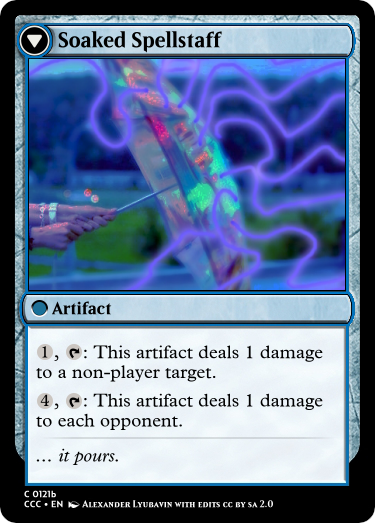 Soaked Spellstaff
Artifact
1, T: This artifact deals 1 damage
to a non-player target.
4, T: This artifact deals 1 damage
to each opponent.
... it pours.
C 0121b
CCC • EN ALEXANDER LYUBAVIN WITH EDITS CC BY SA 2.0